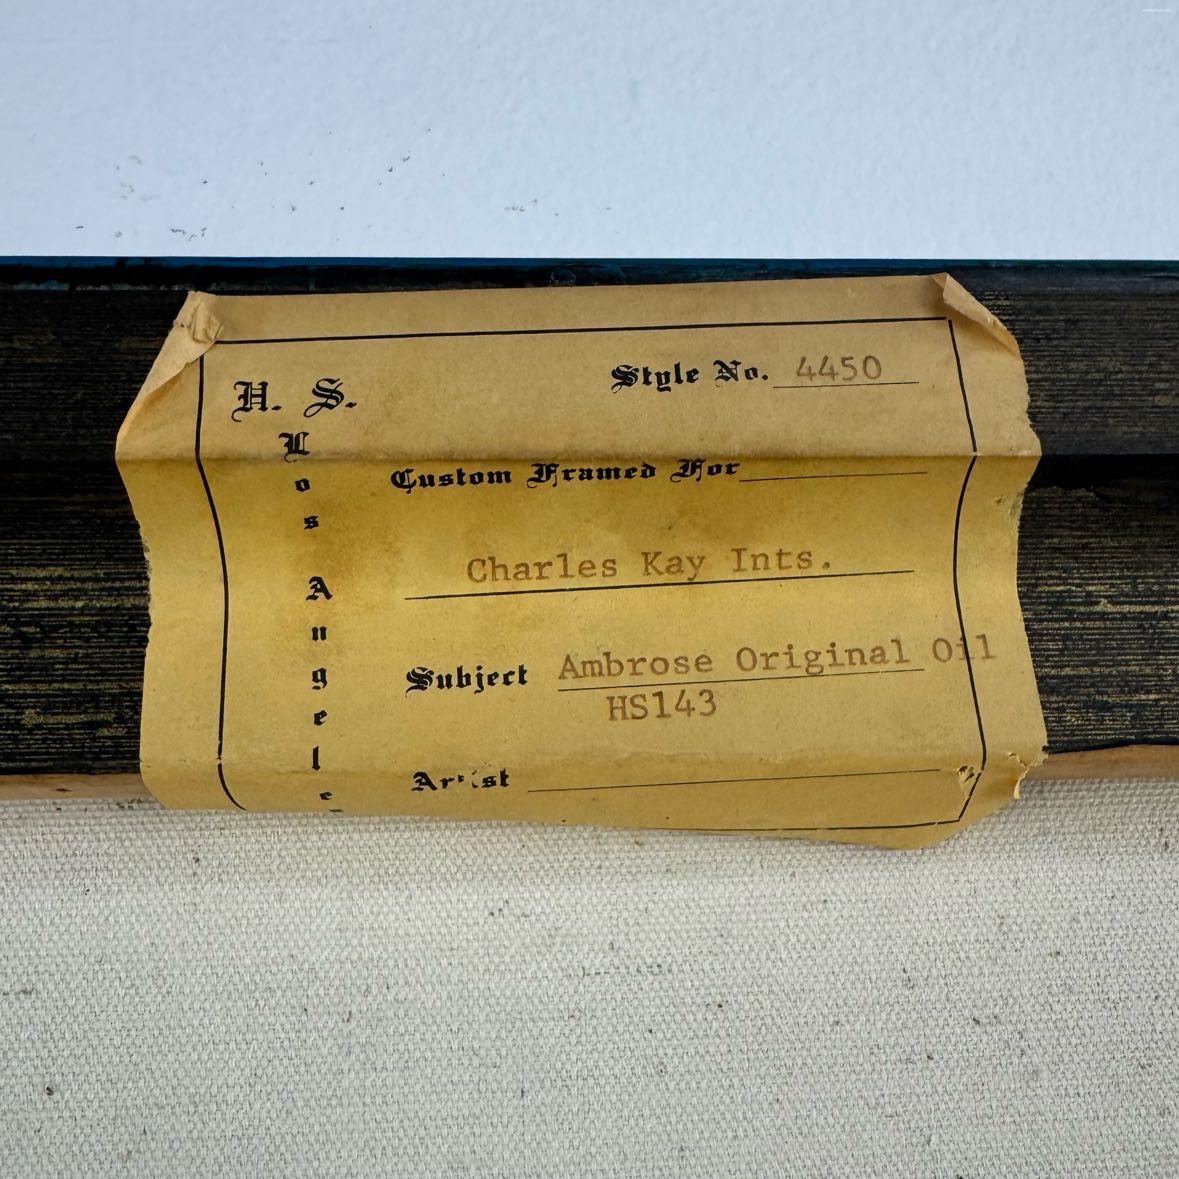 H. S.
Los Angeles
Style No. 4450
Custom Framed For
Charles Kay Ints.
Subject Ambrose Original Oil
HS143
Artist